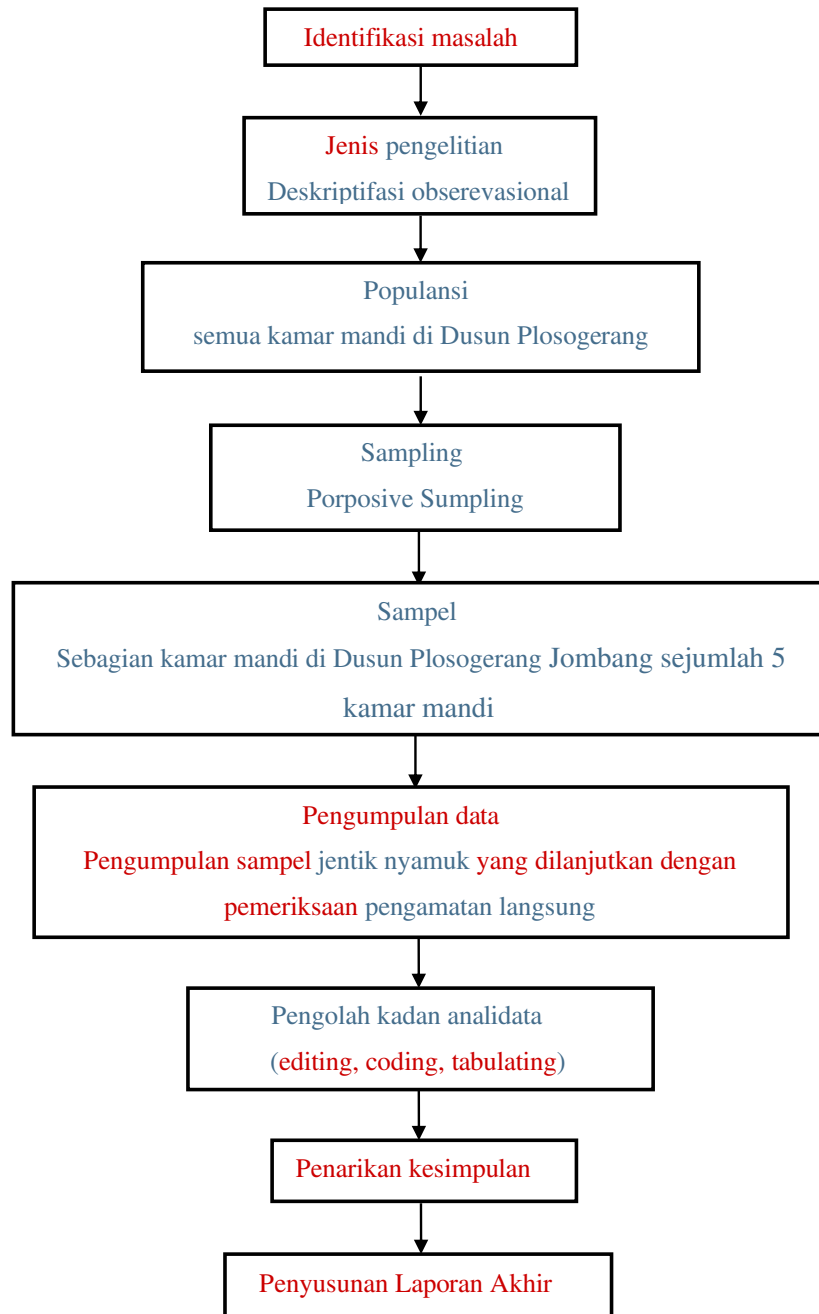 Identifikasi masalah
Jenis pengelitian
Deskriptifasi obserevasional
Populansi
semua kamar mandi di Dusun Plosogerang
Sampling
Porposive Sumpling
Sampel
Sebagian kamar mandi di Dusun Plosogerang Jombang sejumlah 5
kamar mandi
Pengumpulan data
Pengumpulan sampel jentik nyamuk yang dilanjutkan dengan
pemeriksaan pengamatan langsung
Pengolah kadan analidata
(editing, coding, tabulating)
Penarikan kesimpulan
Penyusunan Laporan Akhir